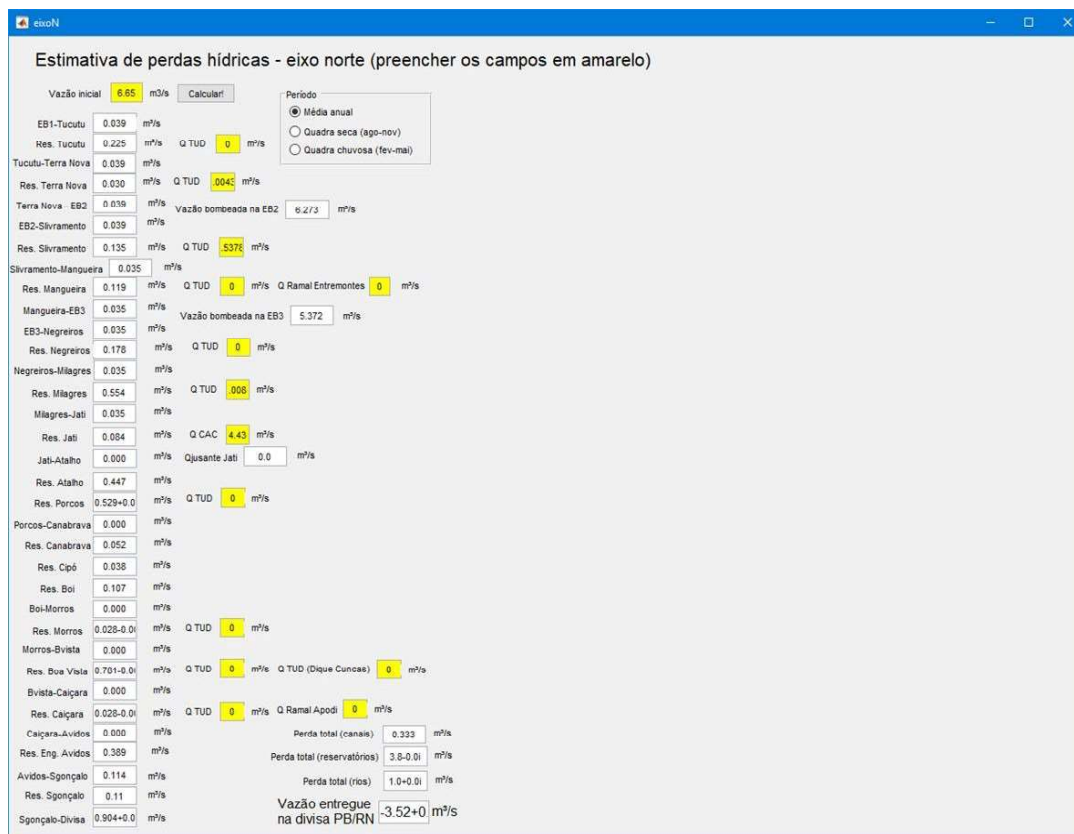 eixoN
Estimativa de perdas hídricas - eixo norte (preencher os campos em amarelo)
Vazão inicial 6.65 m3/s Calcular!
Período
Média anual
Quadra seca (ago-nov)
Quadra chuvosa (fev-mai)
EB1-Tucutu 0.039 m³/s
Res. Tucutu 0.225 m³/s Q TUD 0 m³/s
Tucutu-Terra Nova 0.039 m³/s
Res. Terra Nova 0.030 m³/s Q TUD .0043 m³/s
Terra Nova - EB2 0.039 m³/s Vazão bombeada na EB2 6.273 m³/s
EB2-Slivramento 0.039 m³/s
Res. Slivramento 0.135 m³/s Q TUD .5378 m³/s
Slivramento-Mangueira 0.035 m³/s
Res. Mangueira 0.119 m³/s Q TUD 0 m³/s Q Ramal Entremontes 0 m³/s
Mangueira-EB3 0.035 m³/s Vazão bombeada na EB3 5.372 m³/s
EB3-Negreiros 0.035 m³/s
Res. Negreiros 0.178 m³/s Q TUD 0 m³/s
Negreiros-Milagres 0.035 m³/s
Res. Milagres 0.554 m³/s Q TUD .008 m³/s
Milagres-Jati 0.035 m³/s
Res. Jati 0.084 m³/s Q CAC 4.43 m³/s
Jati-Atalho 0.000 m³/s Qjusante Jati 0.0 m³/s
Res. Atalho 0.447 m³/s
Res. Porcos 0.529+0.0 m³/s Q TUD 0 m³/s
Porcos-Canabrava 0.000 m³/s
Res. Canabrava 0.052 m³/s
Res. Cipó 0.038 m³/s
Res. Boi 0.107 m³/s
Boi-Morros 0.000 m³/s
Res. Morros 0.028-0.0i m³/s Q TUD 0 m³/s
Morros-Bvista 0.000 m³/s
Res. Boa Vista 0.701-0.0i m³/s Q TUD 0 m³/s Q TUD (Dique Cuncas) 0 m³/s
Bvista-Caiçara 0.000 m³/s
Res. Caiçara 0.028-0.0i m³/s Q TUD 0 m³/s Q Ramal Apodi 0 m³/s
Caiçara-Avidos 0.000 m³/s Perda total (canais) 0.333 m³/s
Res. Eng. Avidos 0.389 m³/s Perda total (reservatórios) 3.8-0.0i m³/s
Avidos-Sgonçalo 0.114 m³/s Perda total (rios) 1.0+0.0i m³/s
Res. Sgonçalo 0.11 m³/s
Sgonçalo-Divisa 0.904+0.0 m³/s
Vazão entregue
na divisa PB/RN -3.52+0 m³/s